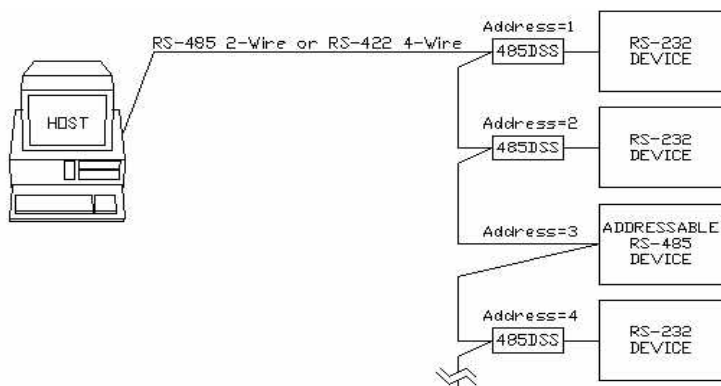 Address=1
RS-485 2-Wire or RS-422 4-Wire
485DSS
RS-232
DEVICE
HOST
Address=2
485DSS
RS-232
DEVICE
Address=3
ADDRESSABLE
RS-485
DEVICE
Address=4
485DSS
RS-232
DEVICE